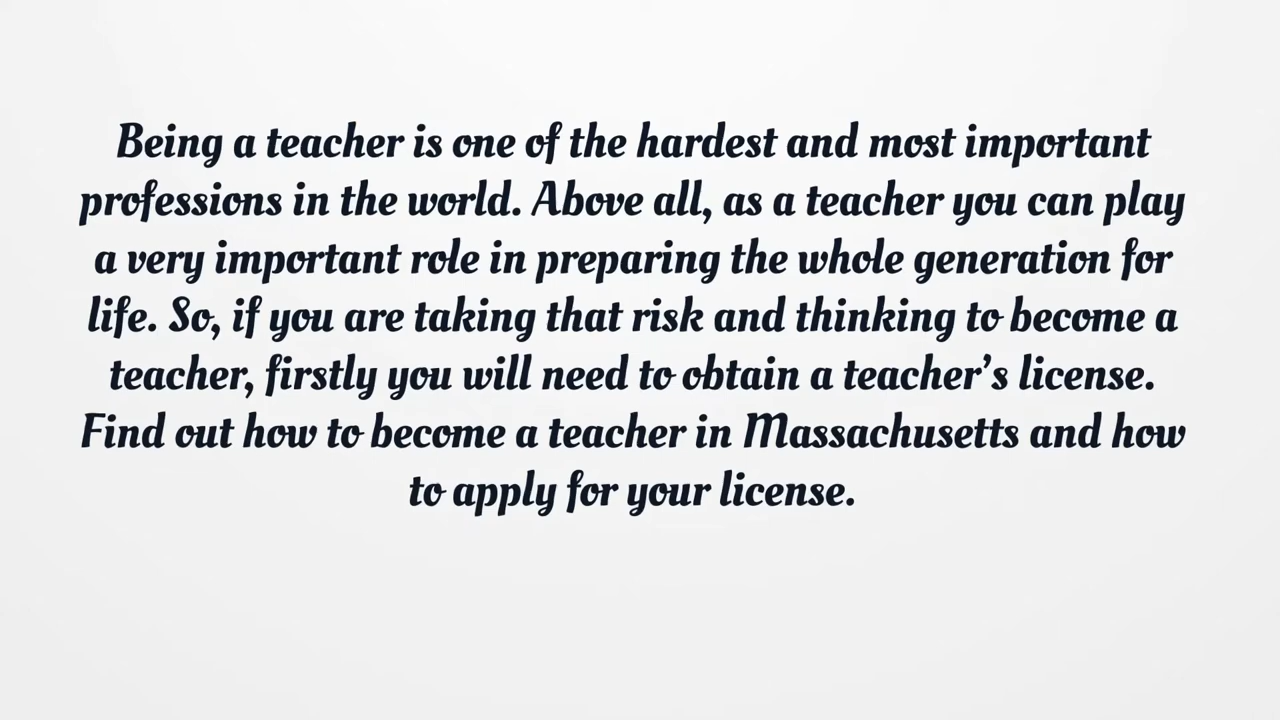 Being a teacher is one of the hardest and most important
professions in the world. Above all, as a teacher you can play
a very important role in preparing the whole generation for
life. So, if you are taking that risk and thinking to become a
teacher, firstly you will need to obtain a teacher’s license.
Find out how to become a teacher in Massachusetts and how
to apply for your license.